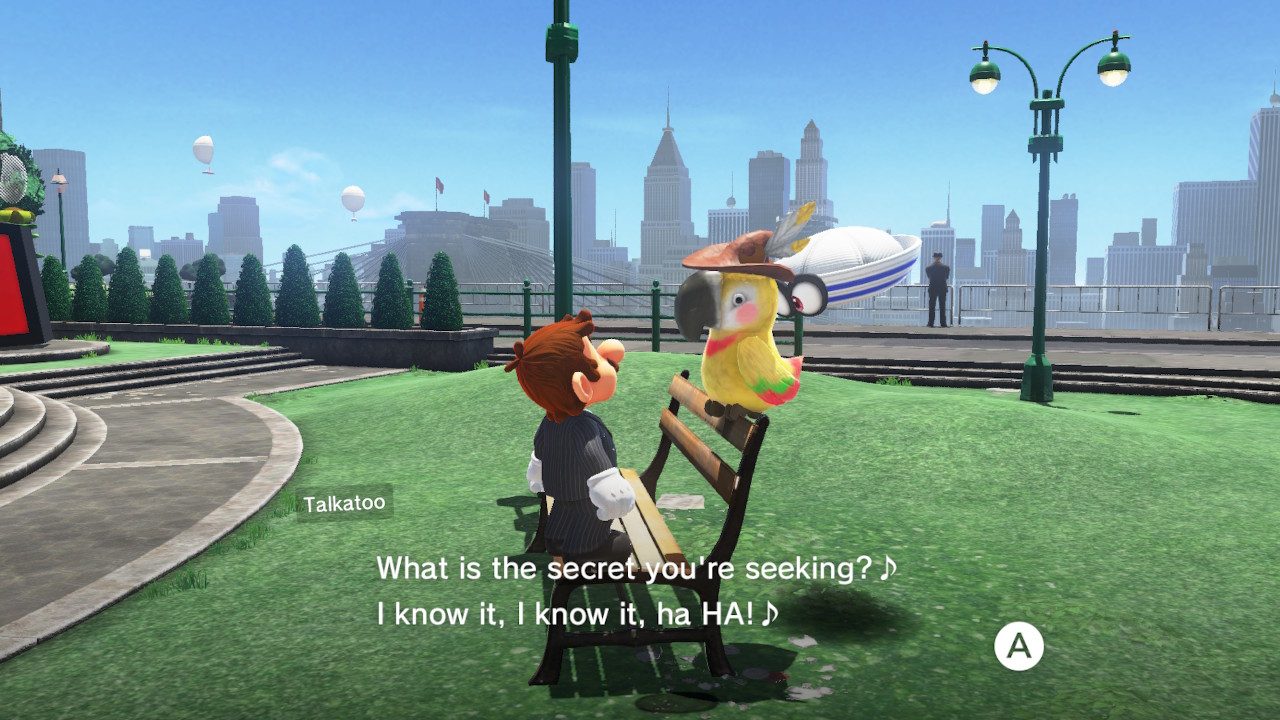 Talkatoo
What is the secret you're seeking?♪
I know it, I know it, ha HA!♪
A